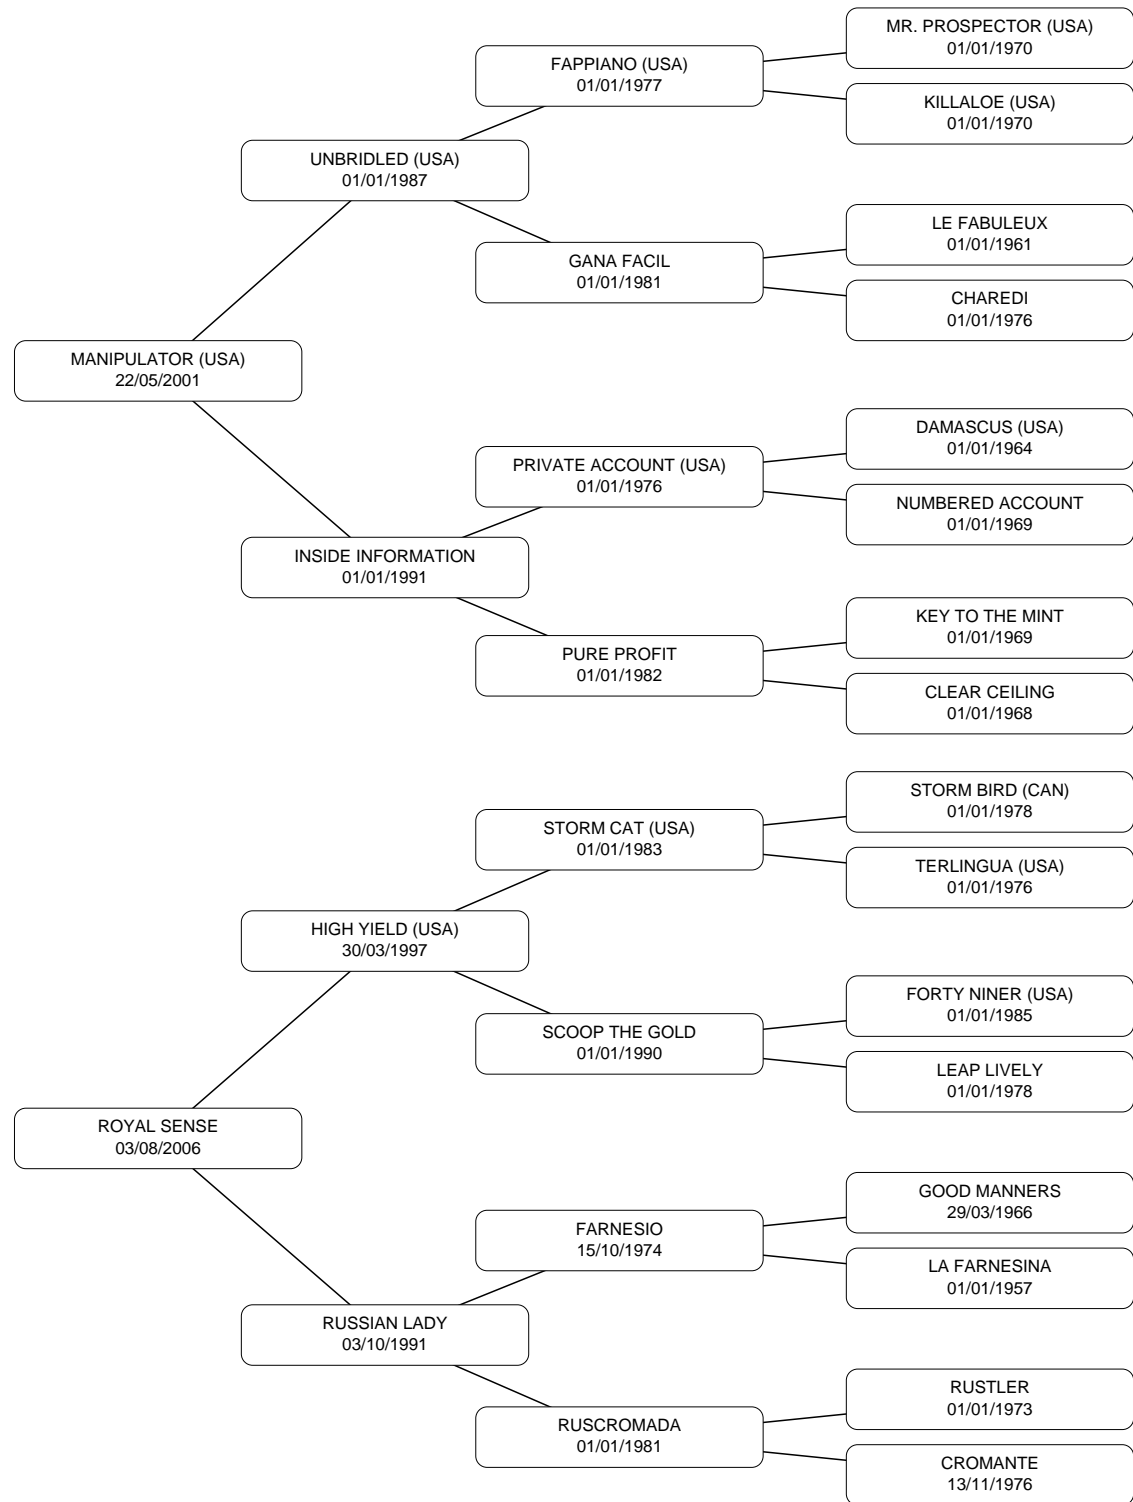 MR. PROSPECTOR (USA)
01/01/1970
FAPPIANO (USA)
01/01/1977
KILLALOE (USA)
01/01/1970
UNBRIDLED (USA)
01/01/1987
LE FABULEUX
01/01/1961
GANA FACIL
01/01/1981
CHAREDI
01/01/1976
MANIPULATOR (USA)
22/05/2001
DAMASCUS (USA)
01/01/1964
PRIVATE ACCOUNT (USA)
01/01/1976
NUMBERED ACCOUNT
01/01/1969
INSIDE INFORMATION
01/01/1991
KEY TO THE MINT
01/01/1969
PURE PROFIT
01/01/1982
CLEAR CEILING
01/01/1968
STORM BIRD (CAN)
01/01/1978
STORM CAT (USA)
01/01/1983
TERLINGUA (USA)
01/01/1976
HIGH YIELD (USA)
30/03/1997
FORTY NINER (USA)
01/01/1985
SCOOP THE GOLD
01/01/1990
LEAP LIVELY
01/01/1978
ROYAL SENSE
03/08/2006
GOOD MANNERS
29/03/1966
FARNESIO
15/10/1974
LA FARNESINA
01/01/1957
RUSSIAN LADY
03/10/1991
RUSTLER
01/01/1973
RUSCROMADA
01/01/1981
CROMANTE
13/11/1976